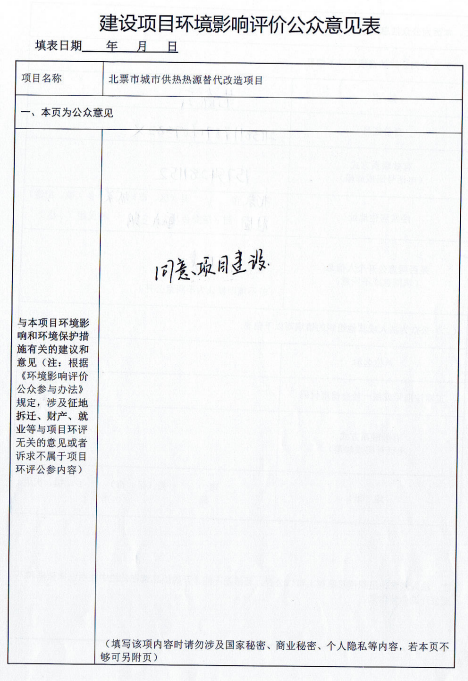 建设项目环境影响评价公众意见表
填表日期 年 月 日
项目名称 北票市城市供热热源替代改造项目
一、本页为公众意见
同意项目建设.
与本项目环境影
响和环境保护措
施有关的建议和
意见（注：根据
《环境影响评价
公众参与办法》
规定，涉及征地
拆迁、财产、就
业等与项目环评
无关的意见或者
诉求不属于项目
环评公参内容）
（填写该项内容时请勿涉及国家秘密、商业秘密、个人隐私等内容，若本页不
够可另附页）